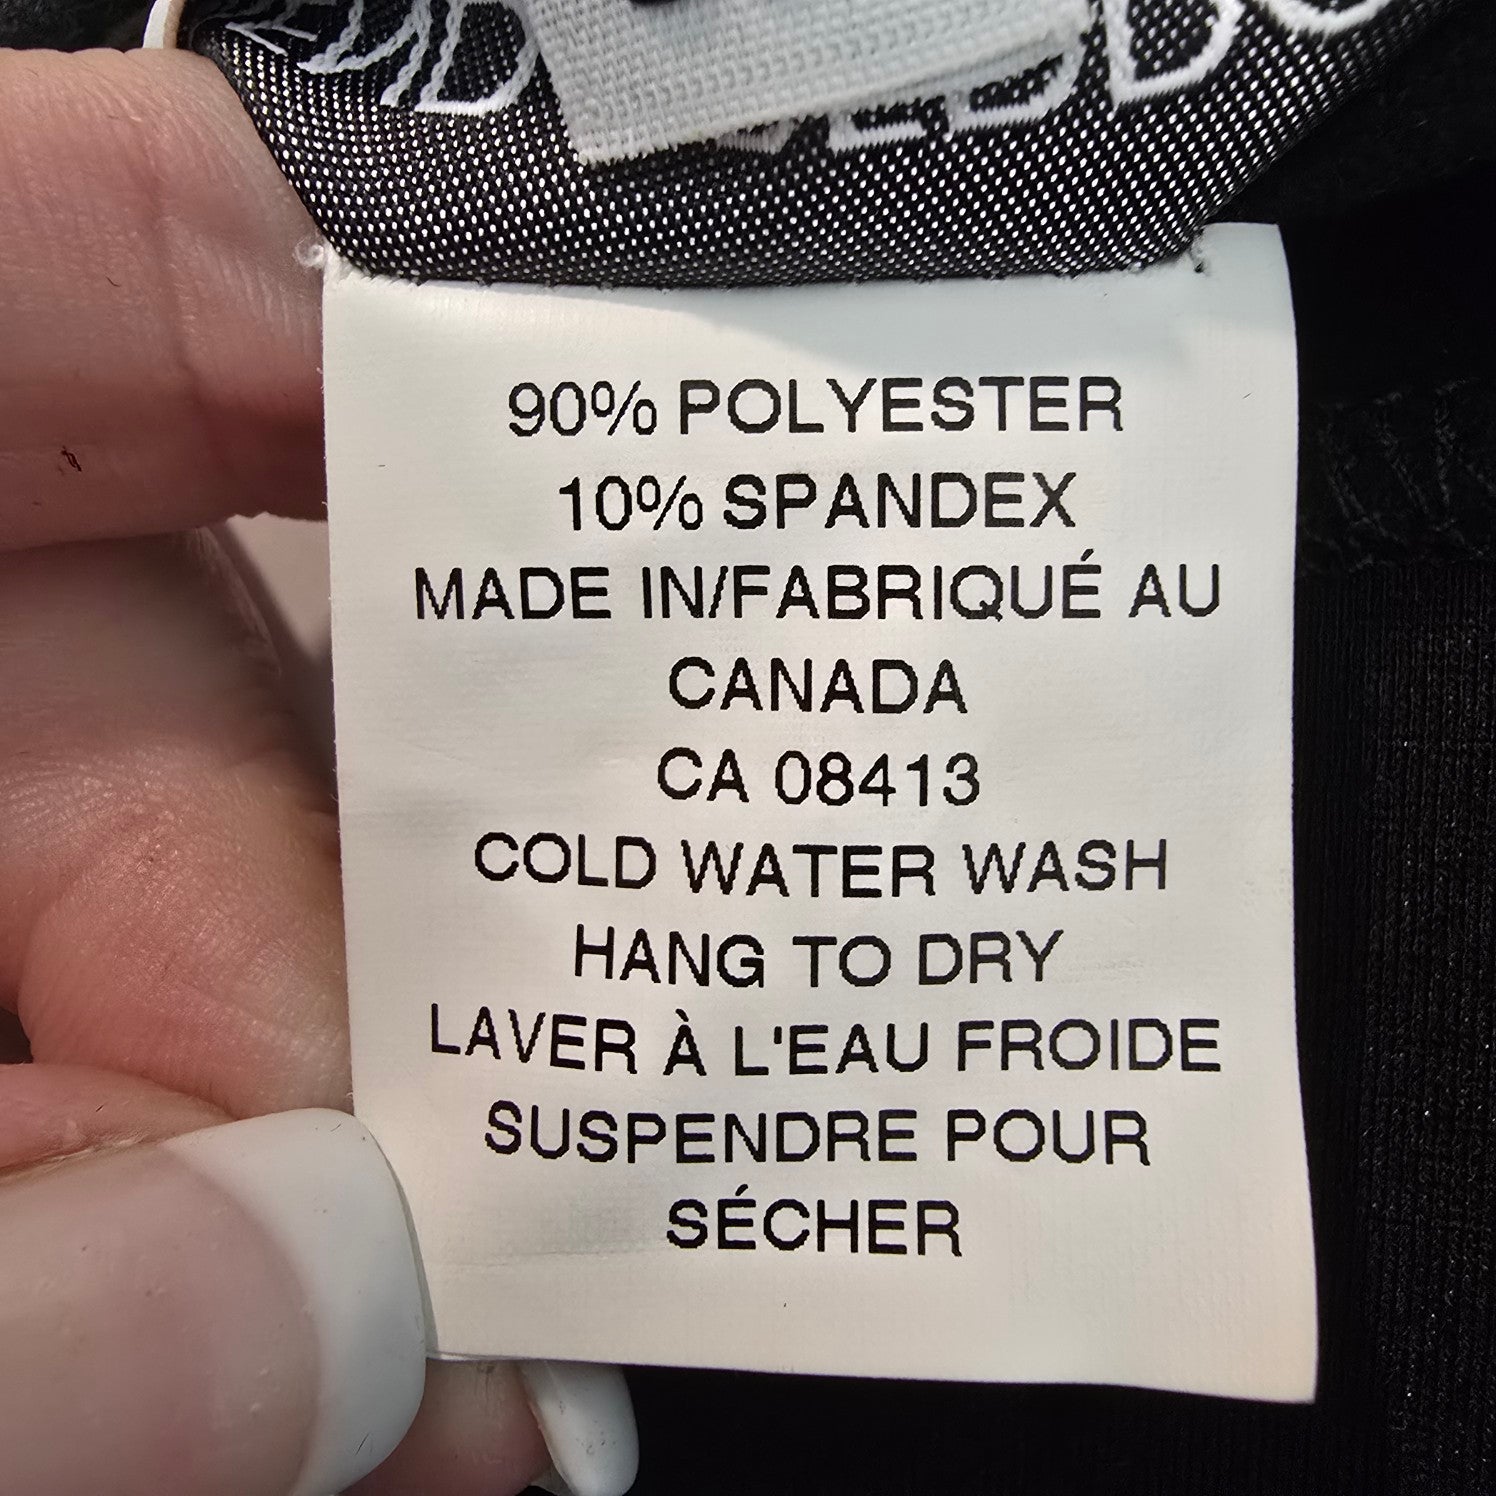 90% POLYESTER
10% SPANDEX
MADE IN/FABRIQUÉ AU
CANADA
CA 08413
COLD WATER WASH
HANG TO DRY
LAVER À L'EAU FROIDE
SUSPENDRE POUR
SÉCHER